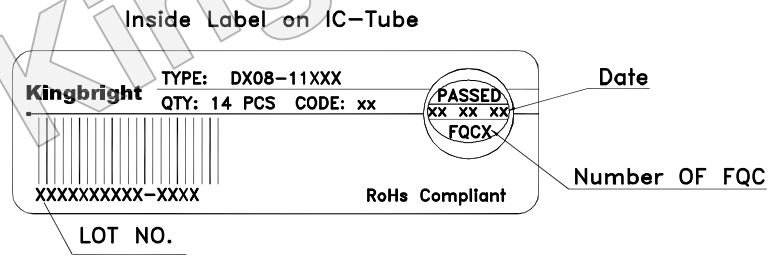 Inside Label on IC-Tube
Kingbright
TYPE: DX08-11XXX
QTY: 14 PCS CODE: xx
PASSED
xx xx xx
FQCX
Date
Number OF FQC
XXXXXXXXXX-XXXX
RoHs Compliant
LOT NO.
King